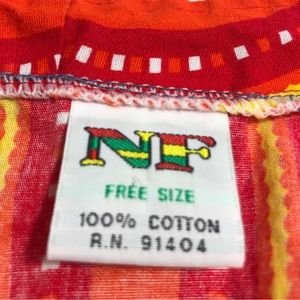 NF
FREE SIZE
100% COTTON
R.N. 91404